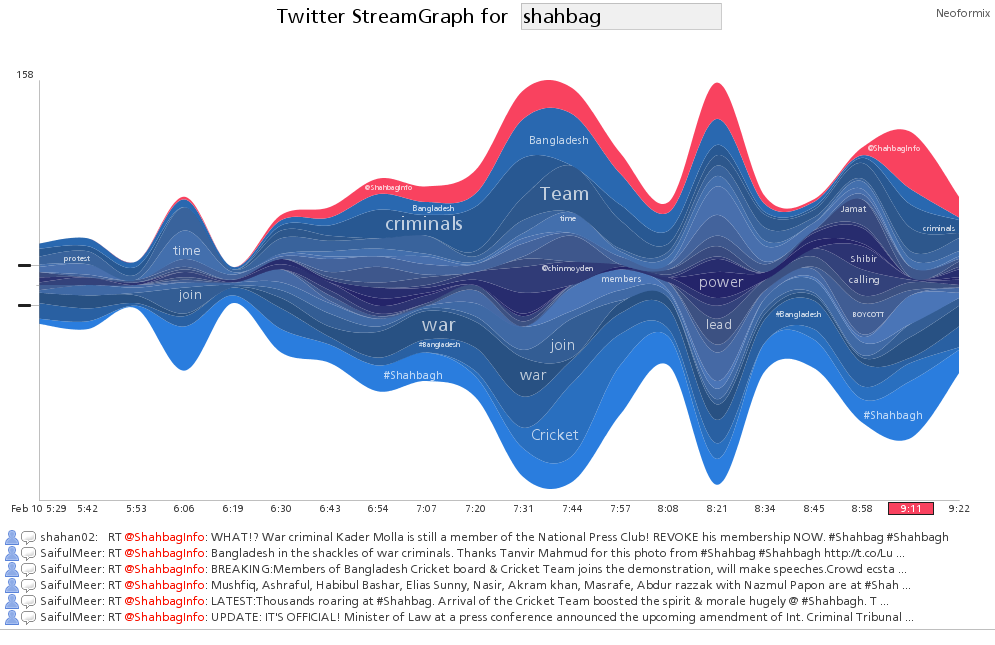 Twitter StreamGraph for shahbag
Neoformix
158
@ShahbagInfo
Bangladesh
Team
time
@ShahbagInfo
Bangladesh
criminals
Jamat
criminals
time
protest
Shibir
@chinmoyden
members
power
calling
join
BOYCOTT
#Bangladesh
war
lead
#Bangladesh
join
#Shahbagh
war
#Shahbagh
Cricket
Feb 10 5:29 5:42 5:53 6:06 6:19 6:30 6:43 6:54 7:07 7:20 7:31 7:44 7:57 8:08 8:21 8:34 8:45 8:58 9:11 9:22
shahan02: RT @ShahbagInfo: WHAT!? War criminal Kader Molla is still a member of the National Press Club! REVOKE his membership NOW. #Shahbag #Shahbagh
SaifulMeer: RT @ShahbagInfo: Bangladesh in the shackles of war criminals. Thanks Tanvir Mahmud for this photo from #Shahbag #Shahbagh http://t.co/Lu ...
SaifulMeer: RT @ShahbagInfo: BREAKING:Members of Bangladesh Cricket board & Cricket Team joins the demonstration, will make speeches.Crowd ecsta ...
SaifulMeer: RT @ShahbagInfo: Mushfiq, Ashraful, Habibul Bashar, Elias Sunny, Nasir, Akram khan, Masrafe, Abdur razzak with Nazmul Papon are at #Shah ...
SaifulMeer: RT @ShahbagInfo: LATEST:Thousands roaring at #Shahbag. Arrival of the Cricket Team boosted the spirit & morale hugely @ #Shahbagh. T ...
SaifulMeer: RT @ShahbagInfo: UPDATE: IT'S OFFICIAL! Minister of Law at a press conference announced the upcoming amendment of Int. Criminal Tribunal ...